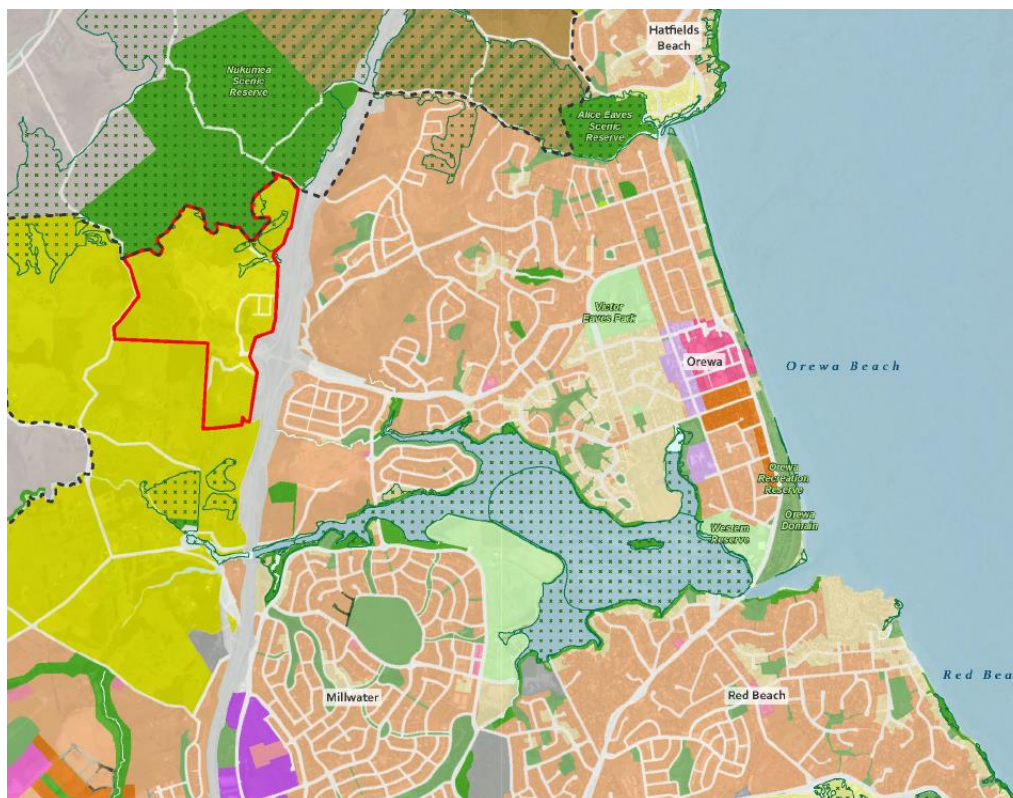 Hatfields
Beach
Nukumea
Scenic
Reserve
Alice Eaves
Scenic
Reserve
Victor
Eaves Park
Orewa
Orewa Beach
Orewa
Recreation
Reserve
Orewa
Domain
Western
Reserve
Millwater
Red Beach
Red Bea